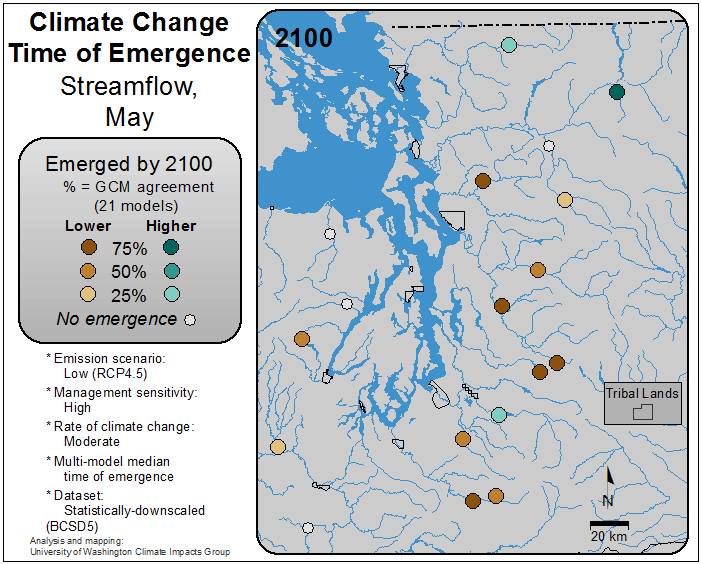 Climate Change
Time of Emergence
Streamflow,
May
Emerged by 2100
% = GCM agreement
(21 models)
Lower Higher
75%
50%
25%
No emergence
* Emission scenario:
Low (RCP4.5)
* Management sensitivity:
High
* Rate of climate change:
Moderate
* Multi-model median
time of emergence
* Dataset:
Statistically-downscaled
(BCSD5)
Analysis and mapping:
University of Washington Climate Impacts Group
2100
Tribal Lands
N
20 km